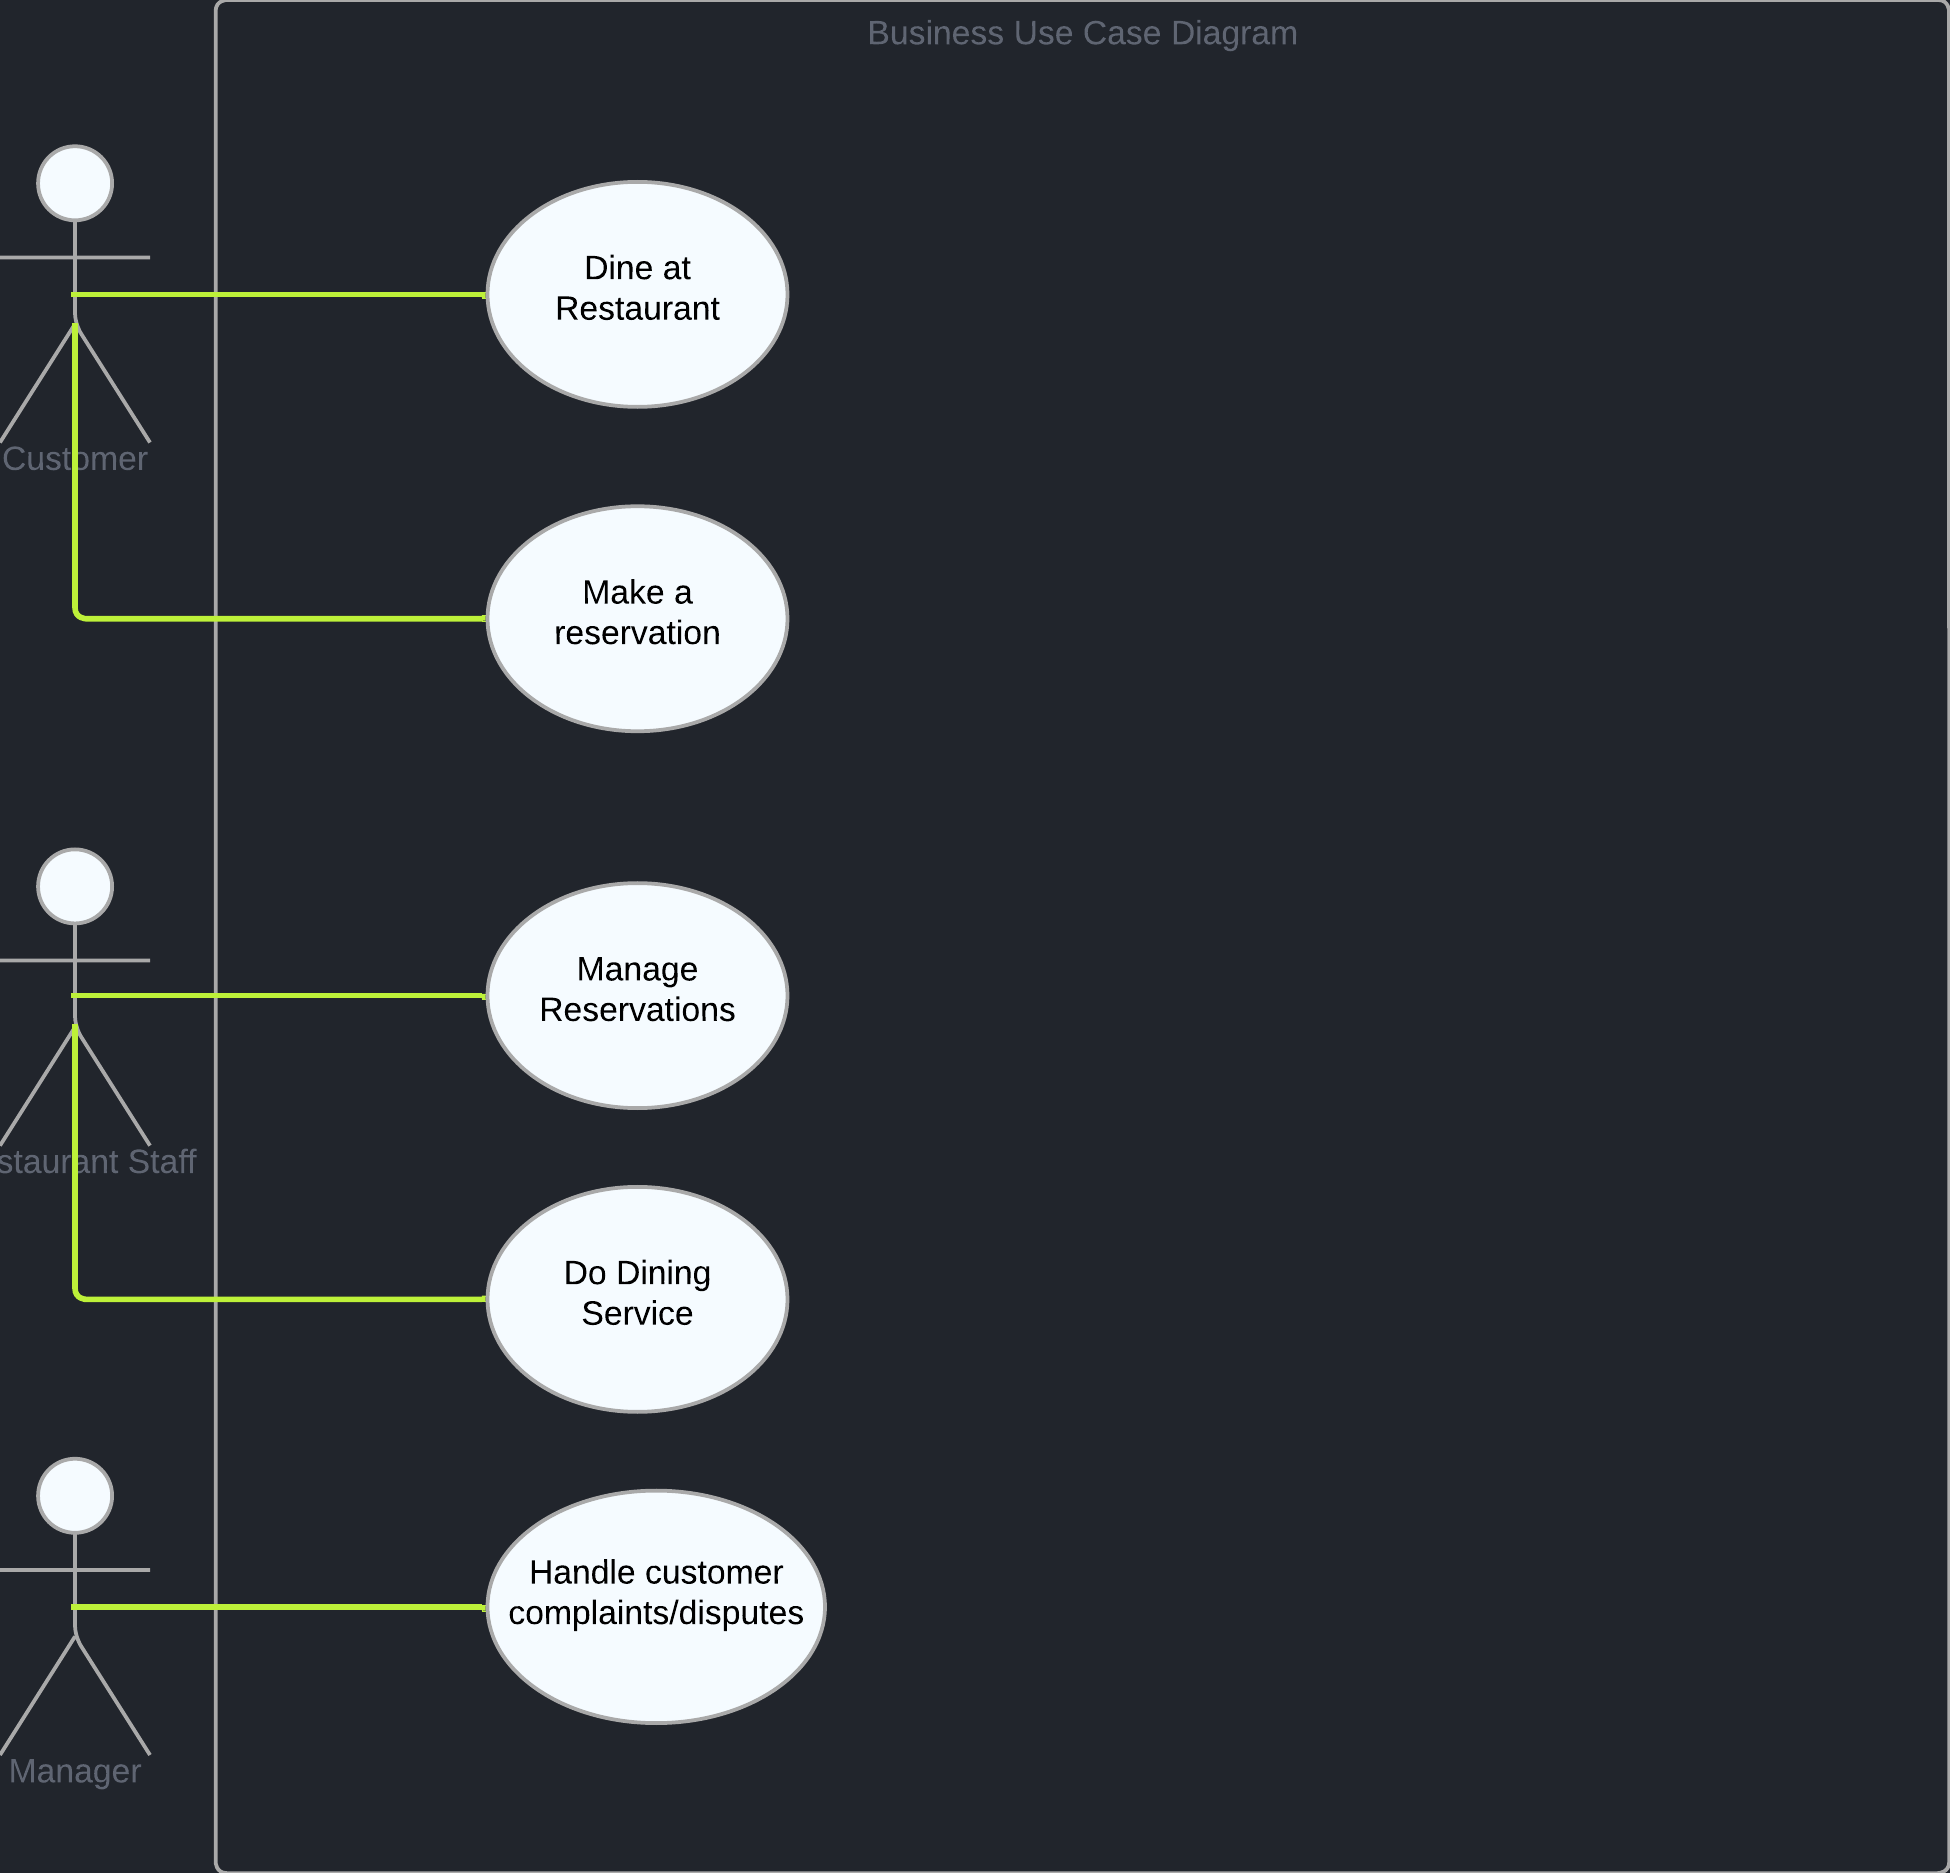 Business Use Case Diagram
Dine at
Restaurant
Customer
Make a
reservation
Manage
Reservations
staurant Staff
Do Dining
Service
Handle customer
complaints/disputes
Manager